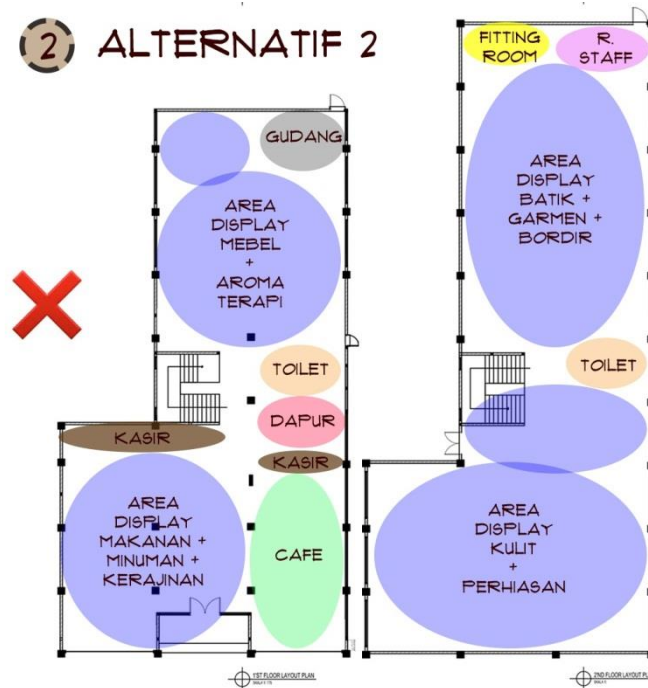 2 ALTERNATIF 2
GUDANG
AREA
DISPLAY
MEBEL
+
AROMA
TERAPI
TOILET
DAPUR
KASIR
KASIR
AREA
DISPLAY
MAKANAN +
MINUMAN +
KERAJINAN
CAFE
1ST FLOOR LAYOUT PLAN
FITTING
ROOM
R.
STAFF
AREA
DISPLAY
BATIK +
GARMEN +
BORDIR
TOILET
AREA
DISPLAY
KULIT
+
PERHIASAN
2ND FLOOR LAYOUT PLAN